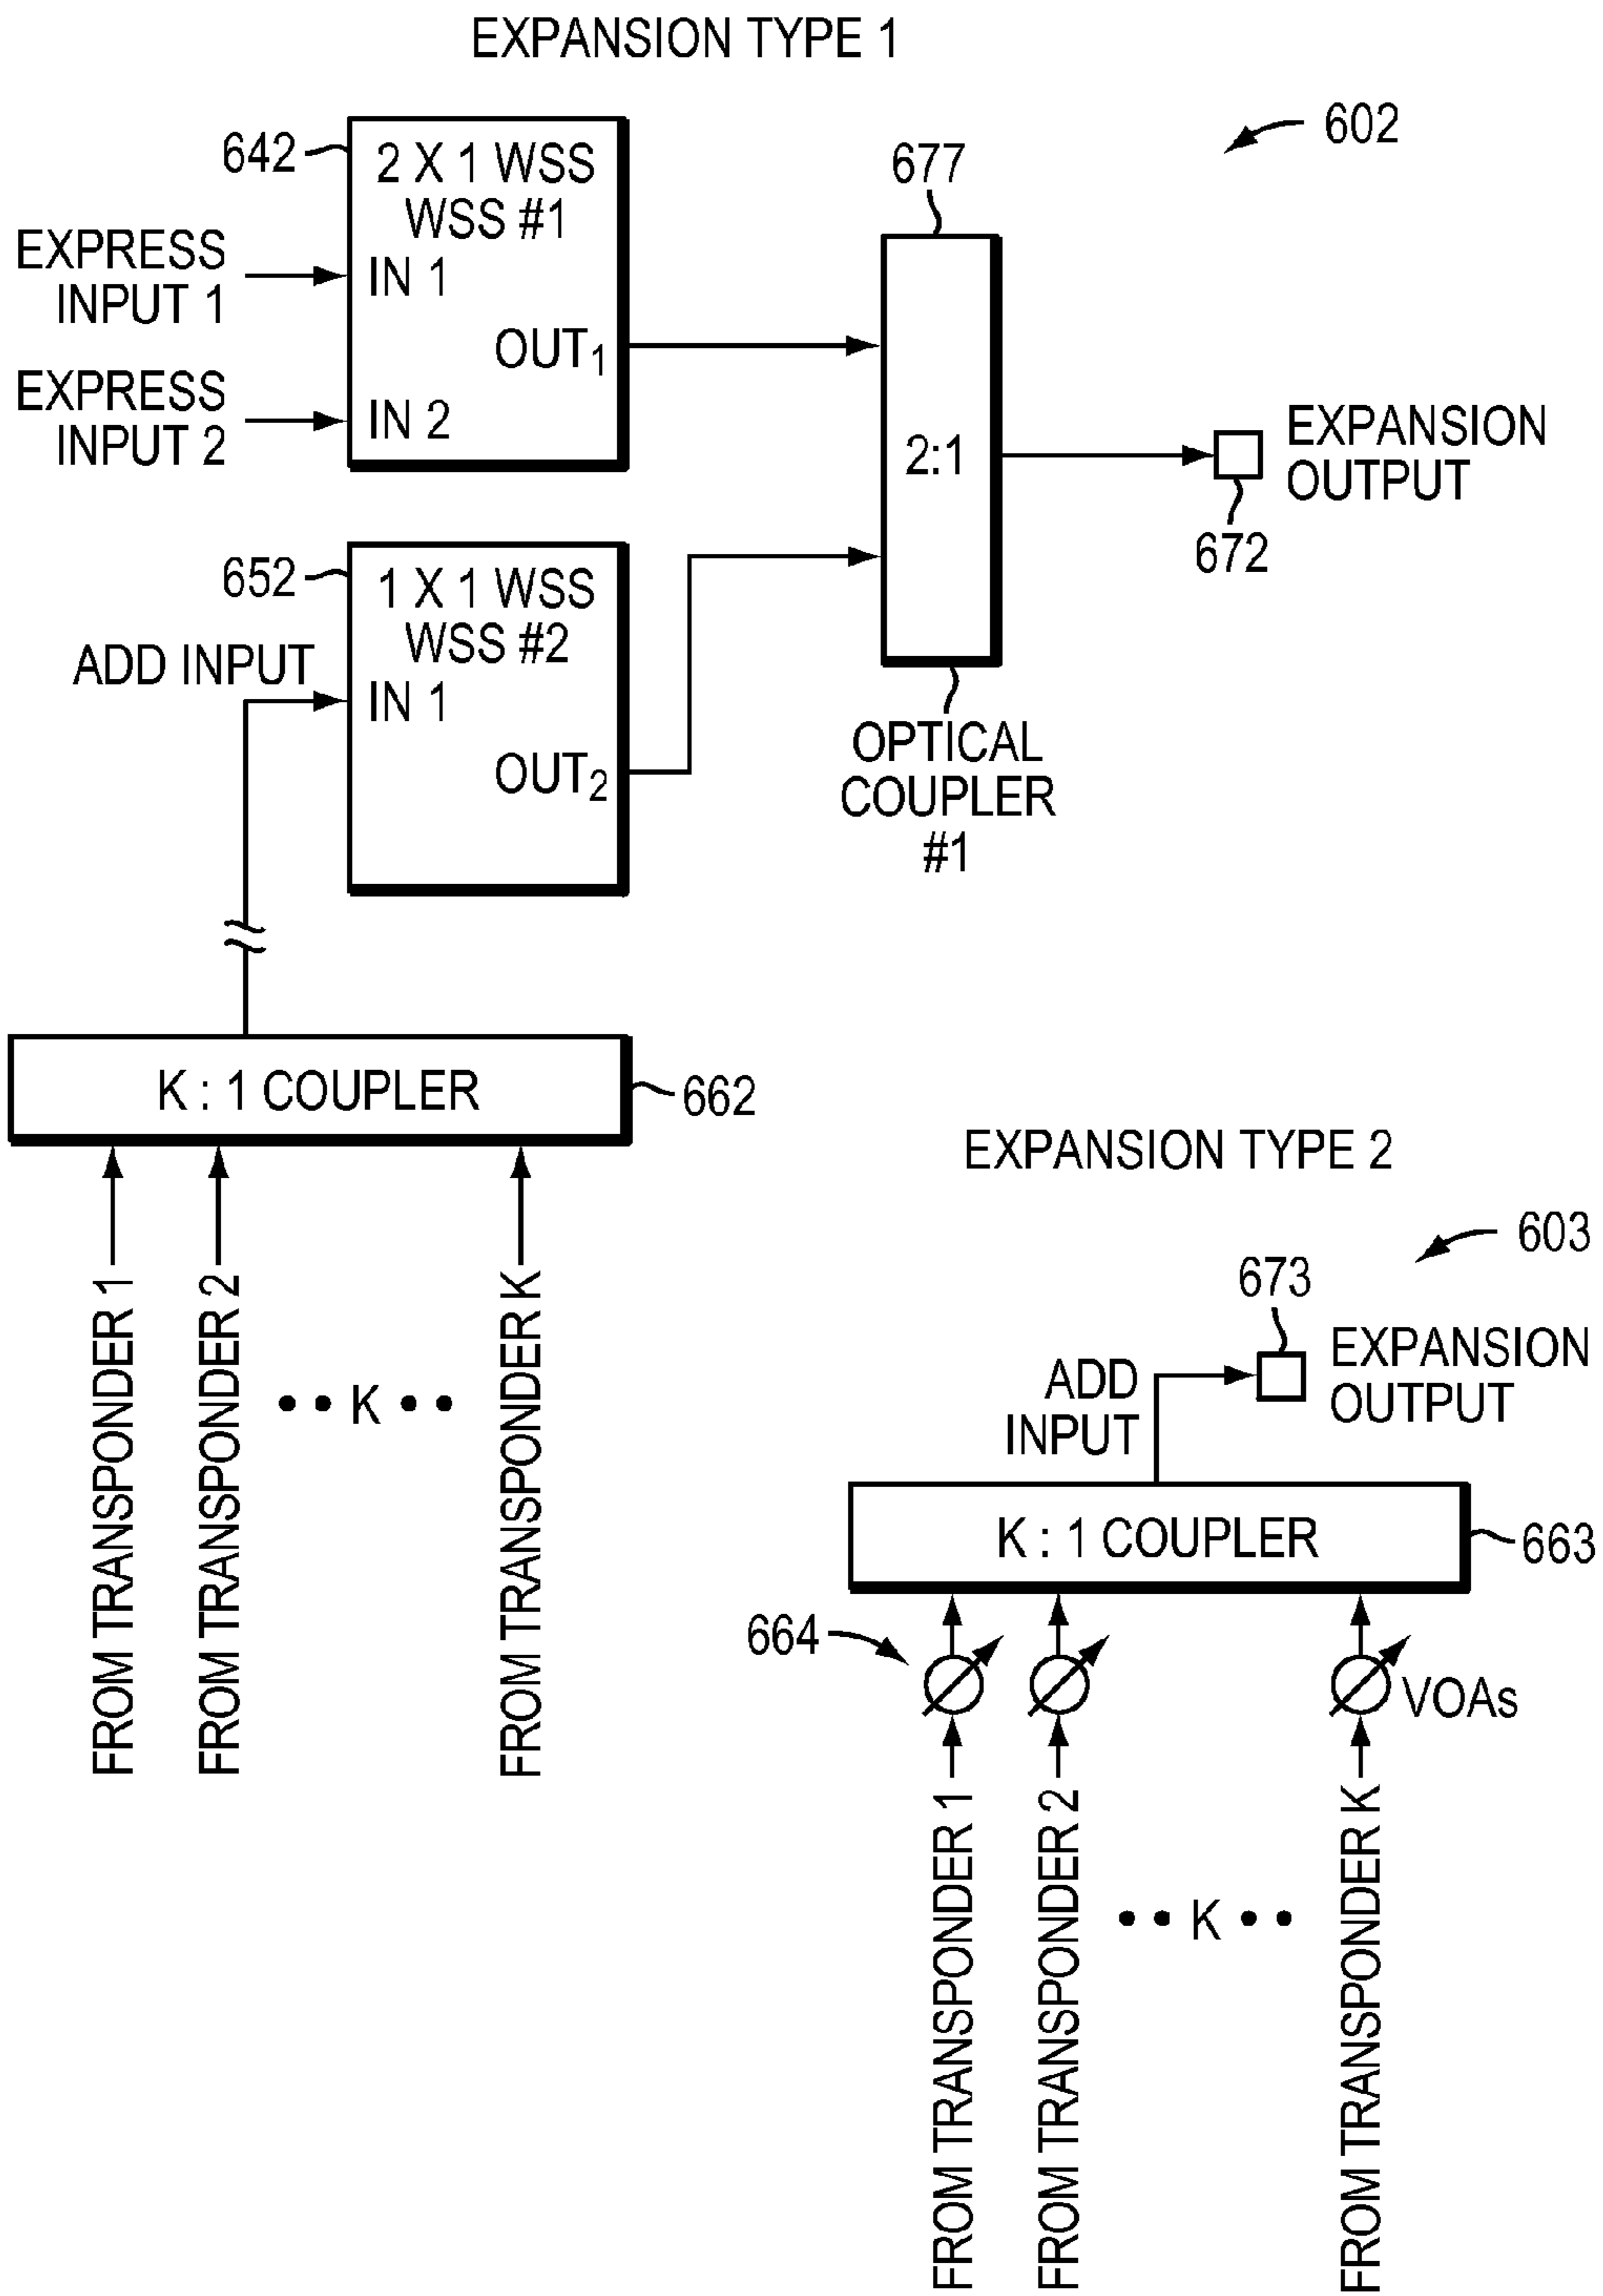 EXPANSION TYPE 1
602
642
2 X 1 WSS
WSS #1
EXPRESS
INPUT 1
IN 1
OUT1
EXPRESS
INPUT 2
IN 2
677
2:1
OPTICAL
COUPLER
#1
EXPANSION
OUTPUT
672
652
1 X 1 WSS
WSS #2
ADD INPUT
IN 1
OUT2
K : 1 COUPLER
662
FROM TRANSPONDER 1
FROM TRANSPONDER 2
•• K ••
FROM TRANSPONDER K
EXPANSION TYPE 2
603
673
EXPANSION
OUTPUT
ADD
INPUT
K : 1 COUPLER
663
664
VOAs
FROM TRANSPONDER 1
FROM TRANSPONDER 2
•• K ••
FROM TRANSPONDER K